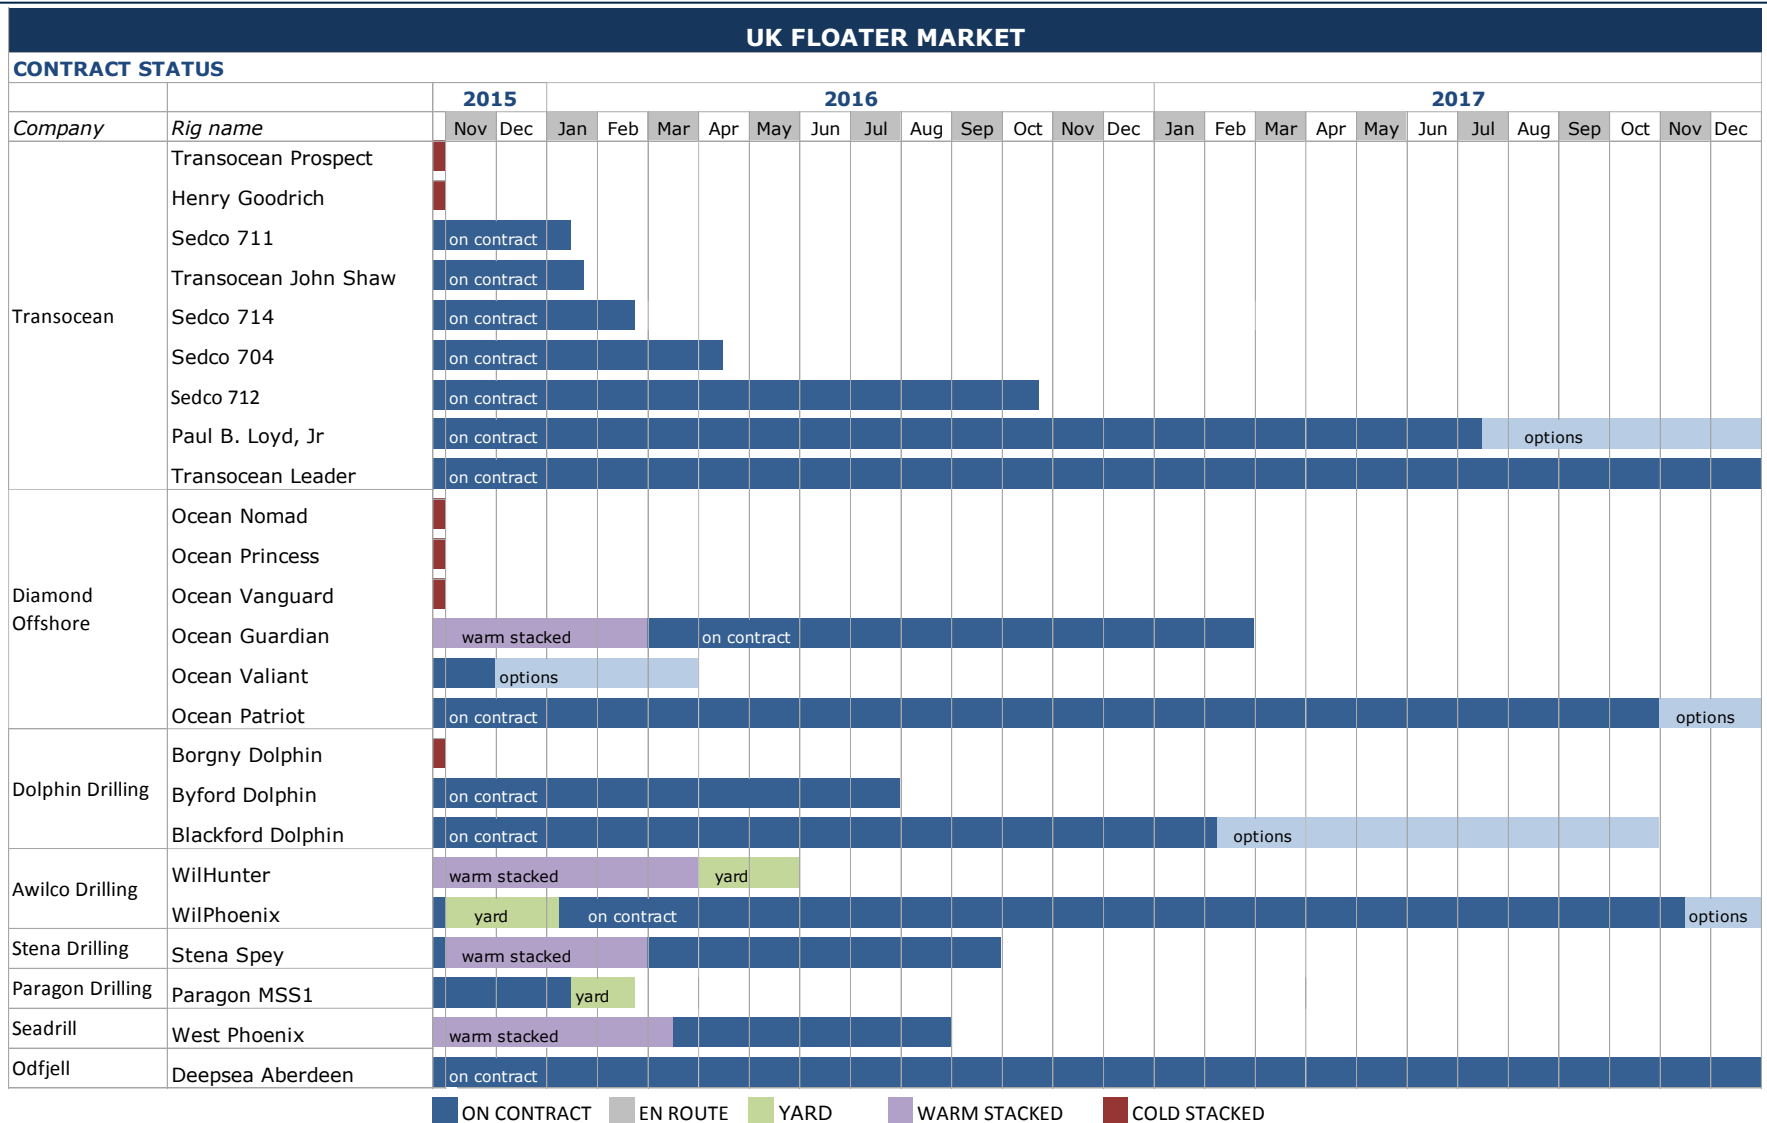 UK FLOATER MARKET
CONTRACT STATUS
2015 2016 2017
Company Rig name Nov Dec Jan Feb Mar Apr May Jun Jul Aug Sep Oct Nov Dec Jan Feb Mar Apr May Jun Jul Aug Sep Oct Nov Dec
Transocean Prospect
Henry Goodrich
Sedco 711 on contract
Transocean John Shaw on contract
Transocean Sedco 714 on contract
Sedco 704 on contract
Sedco 712 on contract
Paul B. Loyd, Jr on contract options
Transocean Leader on contract
Ocean Nomad
Ocean Princess
Diamond Offshore Ocean Vanguard
Ocean Guardian warm stacked on contract
Ocean Valiant options
Ocean Patriot on contract options
Borgny Dolphin
Dolphin Drilling Byford Dolphin on contract
Blackford Dolphin on contract options
Awilco Drilling WilHunter warm stacked yard
WilPhoenix yard on contract options
Stena Drilling Stena Spey warm stacked
Paragon Drilling Paragon MSS1 yard
Seadrill West Phoenix warm stacked
Odfjell Deepsea Aberdeen on contract
ON CONTRACT EN ROUTE YARD WARM STACKED COLD STACKED